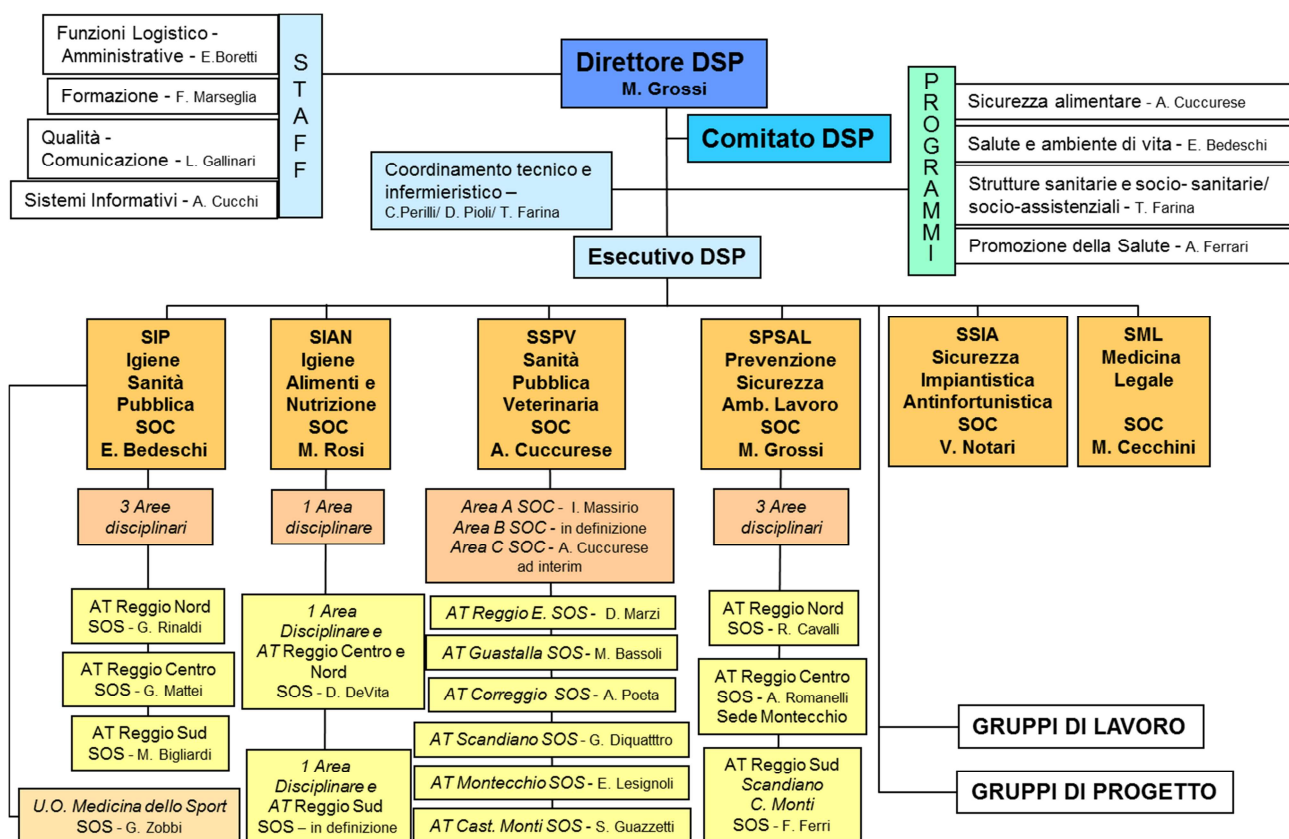 Funzioni Logistico -
Amministrative - E.Boretti
Formazione - F. Marseglia
Qualità -
Comunicazione - L. Gallinari
Sistemi Informativi - A. Cucchi
STAFF
Direttore DSP
M. Grossi
Comitato DSP
Coordinamento tecnico e
infermieristico –
C.Perilli/ D. Pioli/ T. Farina
Esecutivo DSP
PROGRAMMI
Sicurezza alimentare - A. Cuccurese
Salute e ambiente di vita - E. Bedeschi
Strutture sanitarie e socio- sanitarie/
socio-assistenziali - T. Farina
Promozione della Salute - A. Ferrari
SIP
Igiene
Sanità
Pubblica
SOC
E. Bedeschi
3 Aree
disciplinari
AT Reggio Nord
SOS - G. Rinaldi
AT Reggio Centro
SOS - G. Mattei
AT Reggio Sud
SOS - M. Bigliardi
U.O. Medicina dello Sport
SOS - G. Zobbi
SIAN
Igiene
Alimenti e
Nutrizione
SOC
M. Rosi
1 Area
disciplinare
1 Area
Disciplinare e
AT Reggio Centro e
Nord
SOS - D. DeVita
1 Area
Disciplinare e
AT Reggio Sud
SOS – in definizione
SSPV
Sanità
Pubblica
Veterinaria
SOC
A. Cuccurese
Area A SOC - I. Massirio
Area B SOC - in definizione
Area C SOC - A. Cuccurese
ad interim
AT Reggio E. SOS - D. Marzi
AT Guastalla SOS - M. Bassoli
AT Correggio SOS - A. Poeta
AT Scandiano SOS - G. Diquatttro
AT Montecchio SOS - E. Lesignoli
AT Cast. Monti SOS - S. Guazzetti
SPSAL
Prevenzione
Sicurezza
Amb. Lavoro
SOC
M. Grossi
3 Aree
disciplinari
AT Reggio Nord
SOS - R. Cavalli
AT Reggio Centro
SOS - A. Romanelli
Sede Montecchio
AT Reggio Sud
Scandiano
C. Monti
SOS - F. Ferri
SSIA
Sicurezza
Impiantistica
Antinfortunistica
SOC
V. Notari
SML
Medicina
Legale
SOC
M. Cecchini
GRUPPI DI LAVORO
GRUPPI DI PROGETTO